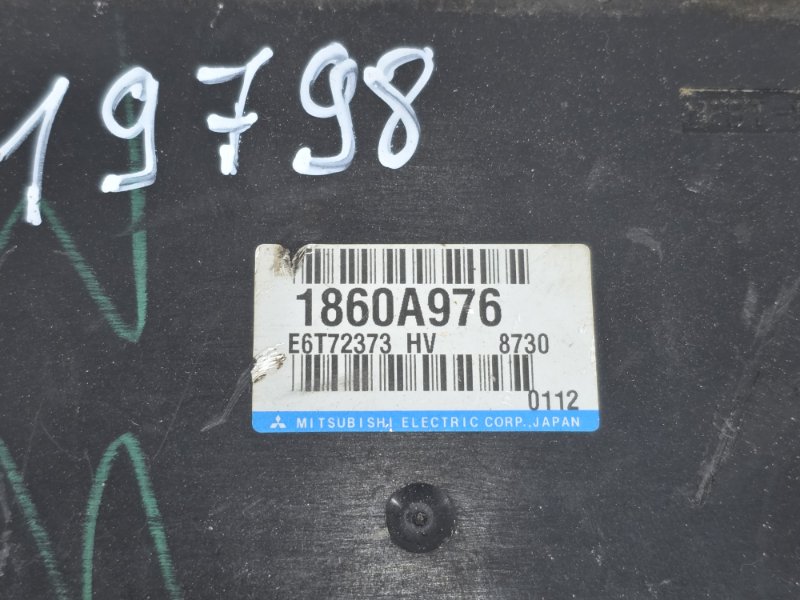 19798
1860A976
E6T72373 HV 8730
0112
MITSUBISHI ELECTRIC CORP., JAPAN